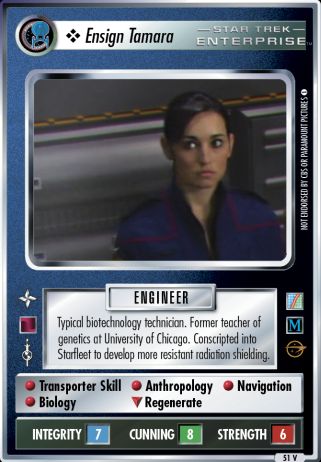 ❖ Ensign Tamara
STAR TREK
ENTERPRISE™
NOT ENDORSED BY CBS OR PARAMOUNT PICTURES
ENGINEER
Typical biotechnology technician. Former teacher of
genetics at University of Chicago. Conscripted into
Starfleet to develop more resistant radiation shielding.
M
Transporter Skill Anthropology Navigation
Biology Regenerate
INTEGRITY 7 CUNNING 8 STRENGTH 6
51 V